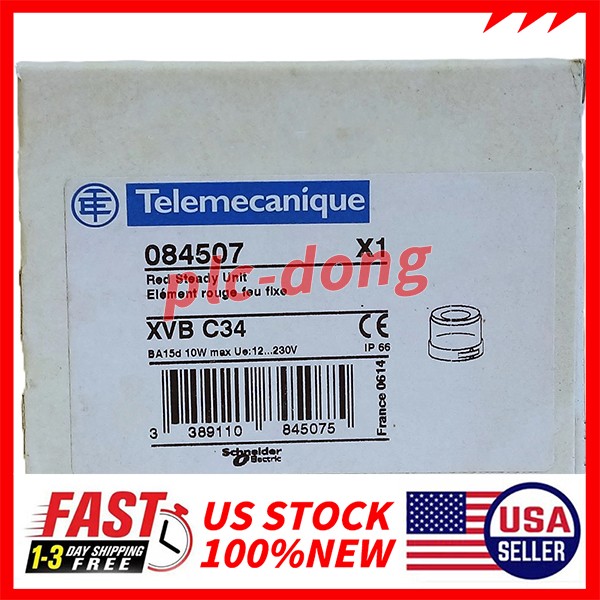 Telemecanique
084507 X1
Red Steady Unit
Elément rouge feu fixe
plc-dong
XVB C34 CE
BA15d 10W max Ue:12...230V IP 66
France 0614
3 389110 845075
Schneider
Electric
FAST
1-3 DAY SHIPPING
FREE
US STOCK
100%NEW
USA
SELLER